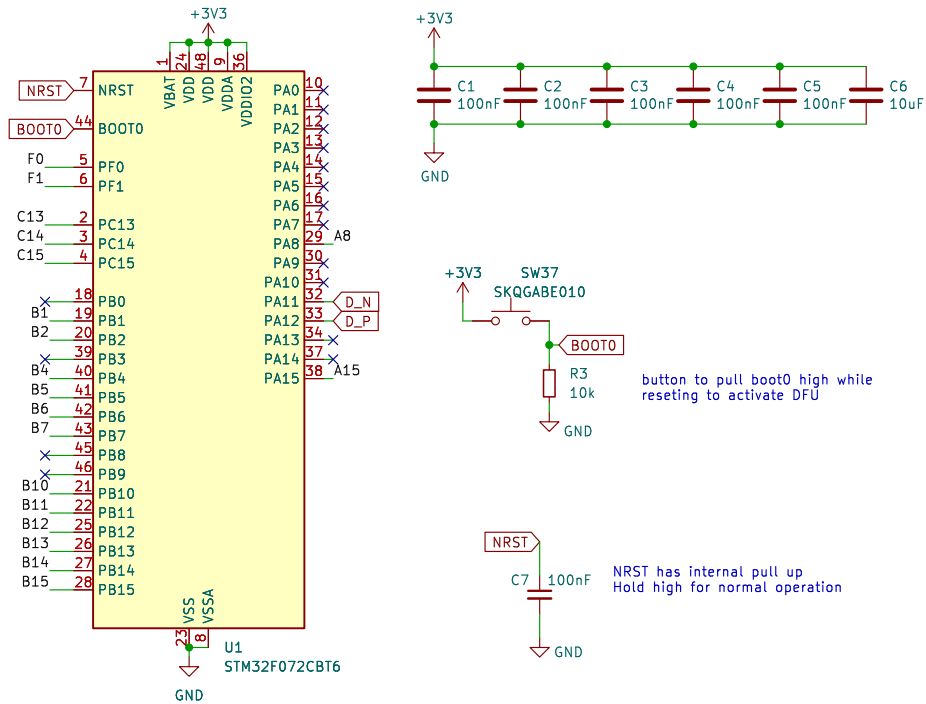 +3V3
1
24
48
9
36
VBAT
VDD
VDD
VDDA
VDDIO2
NRST 7 NRST
BOOT0 44 BOOT0
F0 5 PF0
F1 6 PF1
C13 2 PC13
C14 3 PC14
C15 4 PC15
18 PB0
B1 19 PB1
B2 20 PB2
39 PB3
B4 40 PB4
B5 41 PB5
B6 42 PB6
B7 43 PB7
45 PB8
46 PB9
B10 21 PB10
B11 22 PB11
B12 25 PB12
B13 26 PB13
B14 27 PB14
B15 28 PB15
PA0 10
PA1 11
PA2 12
PA3 13
PA4 14
PA5 15
PA6 16
PA7 17
PA8 29 A8
PA9 30
PA10 31
PA11 32 D_N
PA12 33 D_P
PA13 34
PA14 37
PA15 38 A15
VSS
VSSA
23
8
U1
STM32F072CBT6
GND
+3V3
C1
100nF
C2
100nF
C3
100nF
C4
100nF
C5
100nF
C6
10uF
GND
+3V3
SW37
SKQGABE010
BOOT0
R3
10k
GND
button to pull boot0 high while
reseting to activate DFU
NRST
C7 100nF
GND
NRST has internal pull up
Hold high for normal operation